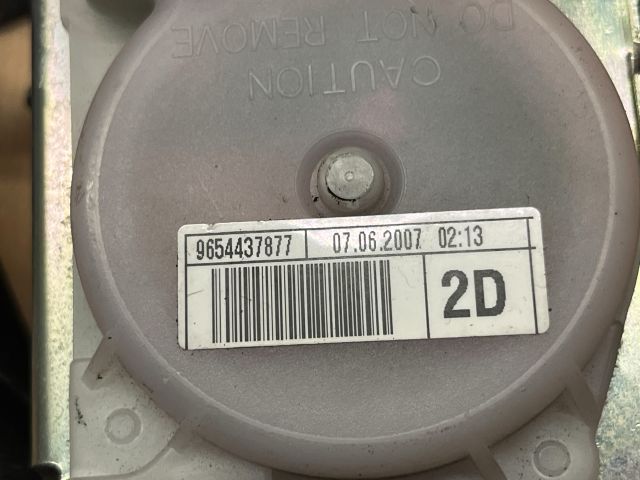 DO NOT REMOVE
CAUTION
9654437877 07.06.2007 02:13
2D